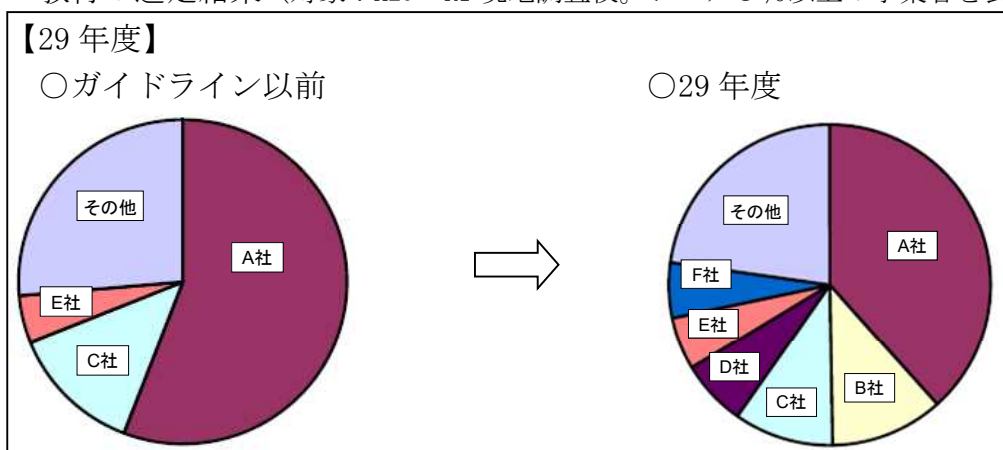 【29 年度】
○ガイドライン以前
○29 年度
その他
A社
E社
C社
その他
A社
F社
E社
D社
C社
B社